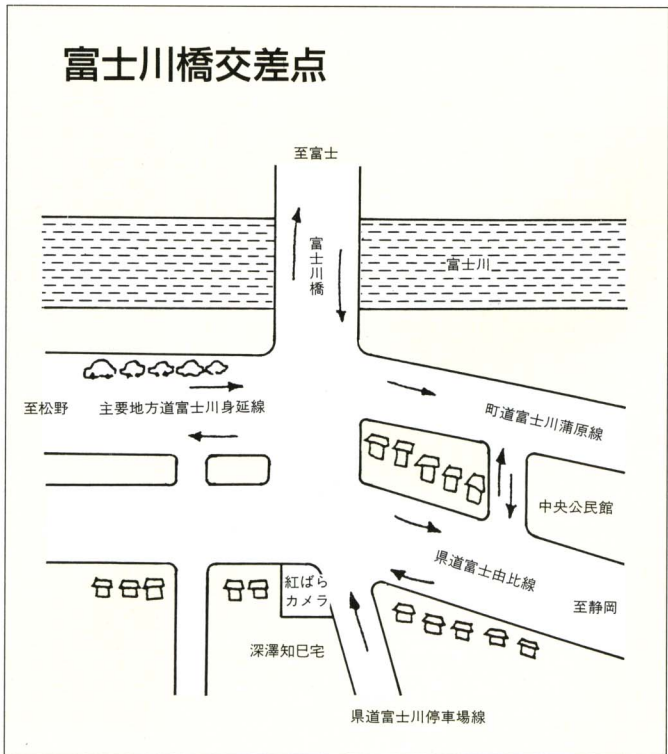 富士川橋交差点
至富士
富士川橋
富士川
至松野
主要地方道富士川身延線
町道富士川蒲原線
中央公民館
県道富士由比線
至静岡
紅ばら
カメラ
深澤知巳宅
県道富士川停車場線